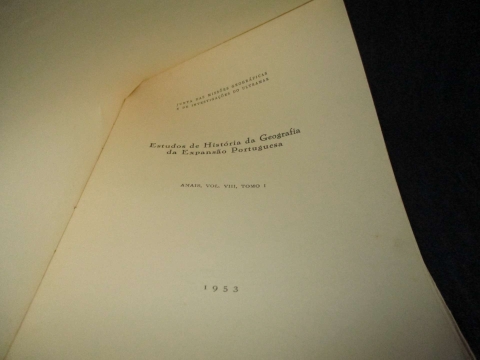 JUNTA DAS MISSÕES GEOGRÁFICAS
E DE INVESTIGAÇÕES DO ULTRAMAR
Estudos de História da Geografia
da Expansão Portuguesa
ANAIS, VOL. VIII, TOMO I
1953